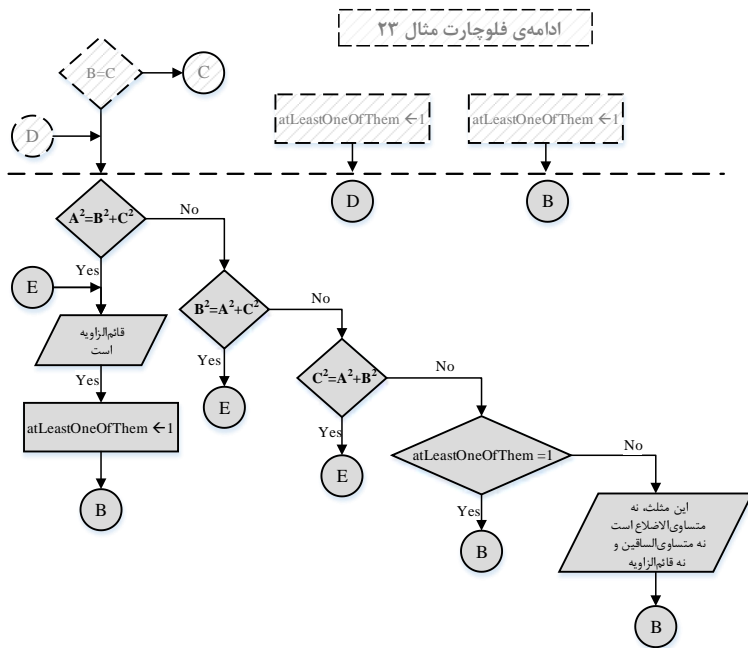 ادامه‌ی فلوچارت مثال ۲۳
B=C
C
D
atLeastOneOfThem ←1
atLeastOneOfThem ←1
D
B
A²=B²+C²
No
Yes
E
B²=A²+C²
No
قائم‌الزاویه
است
Yes
C²=A²+B²
No
Yes
E
atLeastOneOfThem ←1
Yes
atLeastOneOfThem =1
No
B
E
Yes
B
این مثلث، نه
متساوی‌الاضلاع است
نه متساوی‌الساقین و
نه قائم‌الزاویه
B